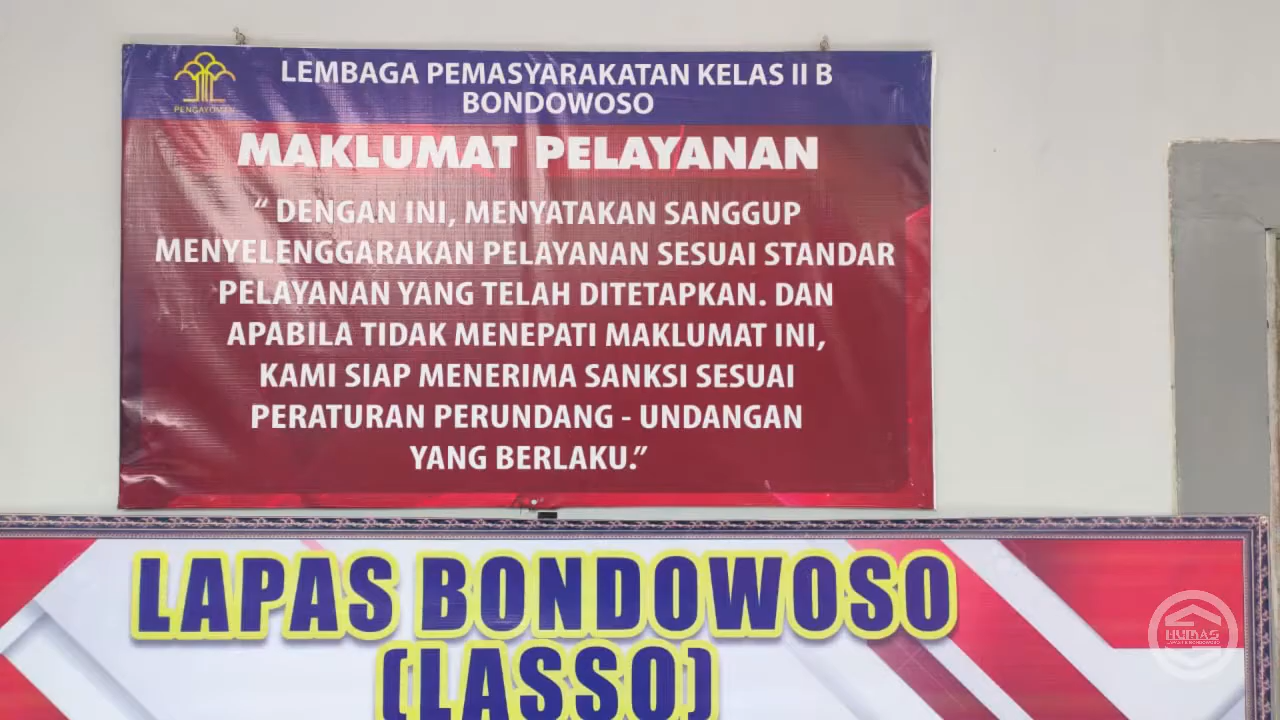 PENGAYOMAN
LEMBAGA PEMASYARAKATAN KELAS II B
BONDOWOSO
MAKLUMAT PELAYANAN
“ DENGAN INI, MENYATAKAN SANGGUP
MENYELENGGARAKAN PELAYANAN SESUAI STANDAR
PELAYANAN YANG TELAH DITETAPKAN. DAN
APABILA TIDAK MENEPATI MAKLUMAT INI,
KAMI SIAP MENERIMA SANKSI SESUAI
PERATURAN PERUNDANG - UNDANGAN
YANG BERLAKU.”
LAPAS BONDOWOSO
(LASSO)
HUMAS